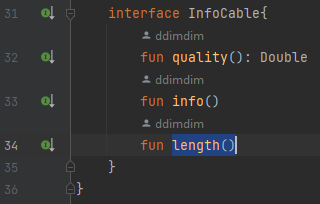 31 interface InfoCable{
ddimdim
32 fun quality(): Double
ddimdim
33 fun info()
ddimdim
34 fun length()
35 }
36 }